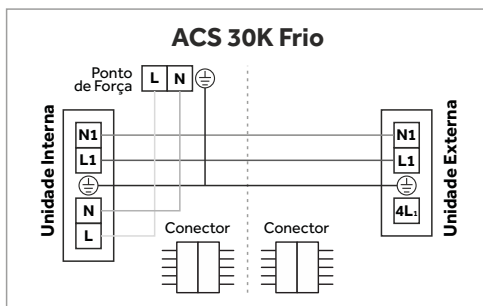 ACS 30K Frio
Ponto
de Força
L N
Unidade Interna
N1
L1
N
L
N1
L1
4L₁
Unidade Externa
Conector
Conector